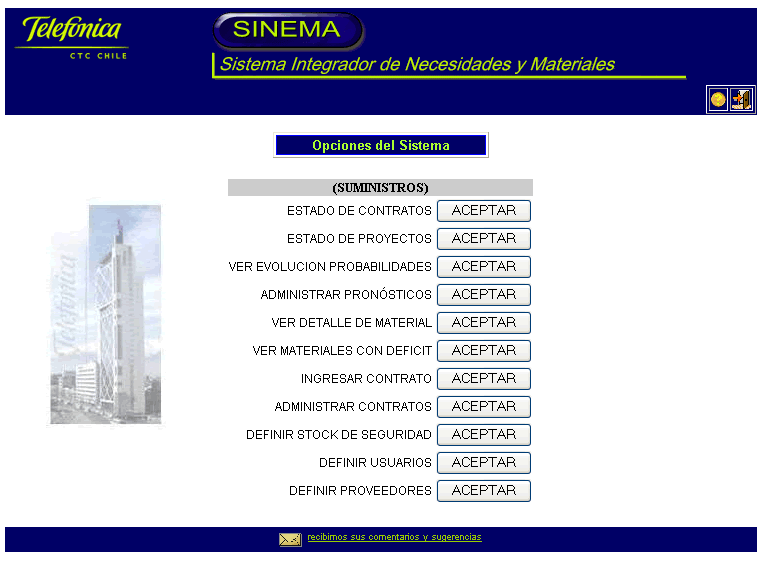 Telefónica
CTC CHILE
SINEMA
Sistema Integrador de Necesidades y Materiales
Opciones del Sistema
(SUMINISTROS)
ESTADO DE CONTRATOS ACEPTAR
ESTADO DE PROYECTOS ACEPTAR
VER EVOLUCION PROBABILIDADES ACEPTAR
ADMINISTRAR PRONÓSTICOS ACEPTAR
VER DETALLE DE MATERIAL ACEPTAR
VER MATERIALES CON DEFICIT ACEPTAR
INGRESAR CONTRATO ACEPTAR
ADMINISTRAR CONTRATOS ACEPTAR
DEFINIR STOCK DE SEGURIDAD ACEPTAR
DEFINIR USUARIOS ACEPTAR
DEFINIR PROVEEDORES ACEPTAR
Telefónica
recibimos sus comentarios y sugerencias